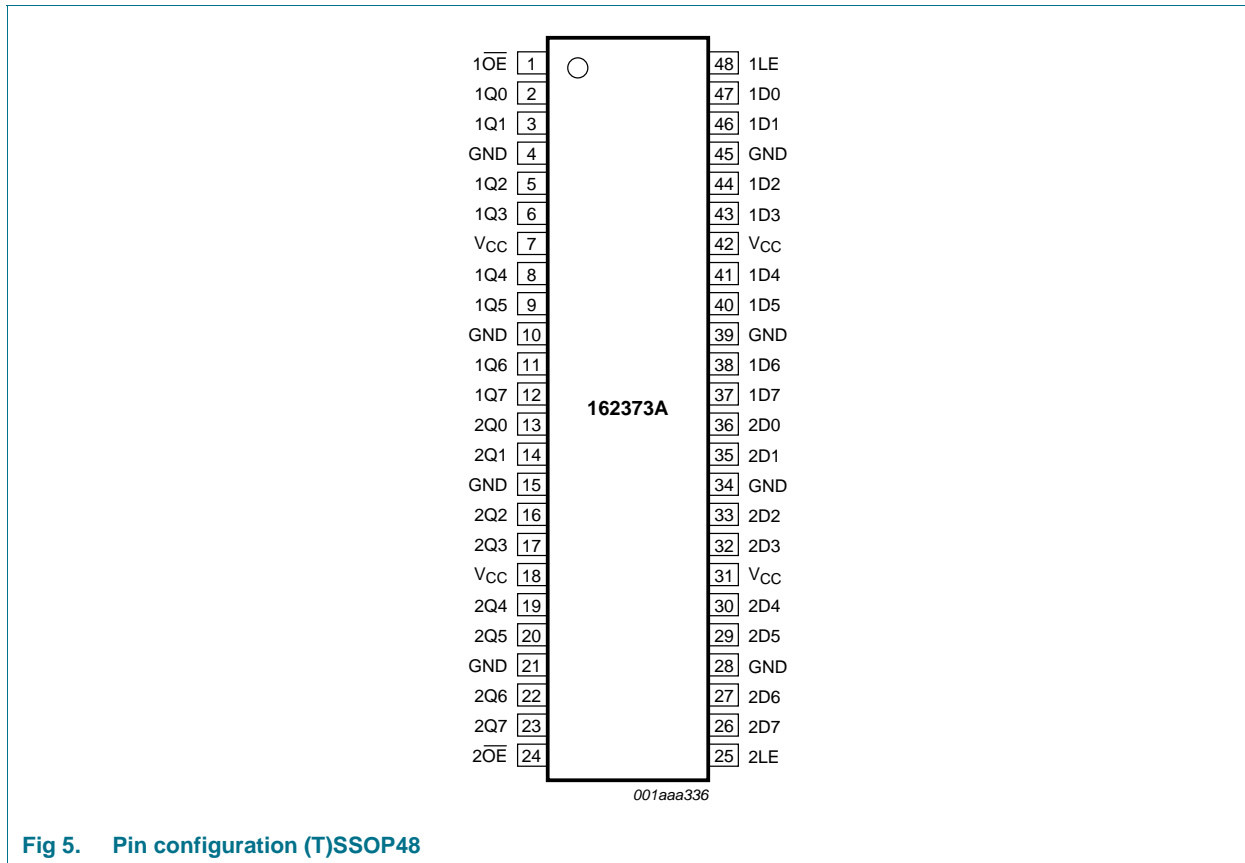 1O̅E̅ 1 48 1LE
1Q0 2 47 1D0
1Q1 3 46 1D1
GND 4 45 GND
1Q2 5 44 1D2
1Q3 6 43 1D3
VCC 7 42 VCC
1Q4 8 41 1D4
1Q5 9 40 1D5
GND 10 39 GND
1Q6 11 38 1D6
1Q7 12 37 1D7
162373A
2Q0 13 36 2D0
2Q1 14 35 2D1
GND 15 34 GND
2Q2 16 33 2D2
2Q3 17 32 2D3
VCC 18 31 VCC
2Q4 19 30 2D4
2Q5 20 29 2D5
GND 21 28 GND
2Q6 22 27 2D6
2Q7 23 26 2D7
2O̅E̅ 24 25 2LE
001aaa336
Fig 5. Pin configuration (T)SSOP48